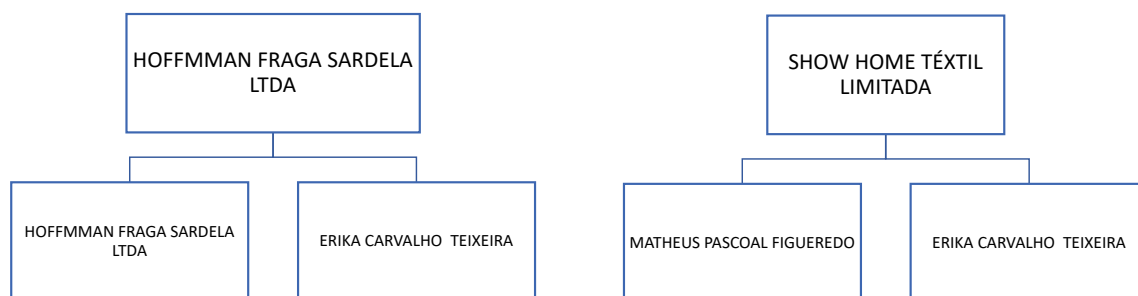 HOFFMMAN FRAGA SARDELA
LTDA
SHOW HOME TÉXTIL
LIMITADA
HOFFMMAN FRAGA SARDELA
LTDA
ERIKA CARVALHO  TEIXEIRA
MATHEUS PASCOAL FIGUEREDO
ERIKA CARVALHO  TEIXEIRA